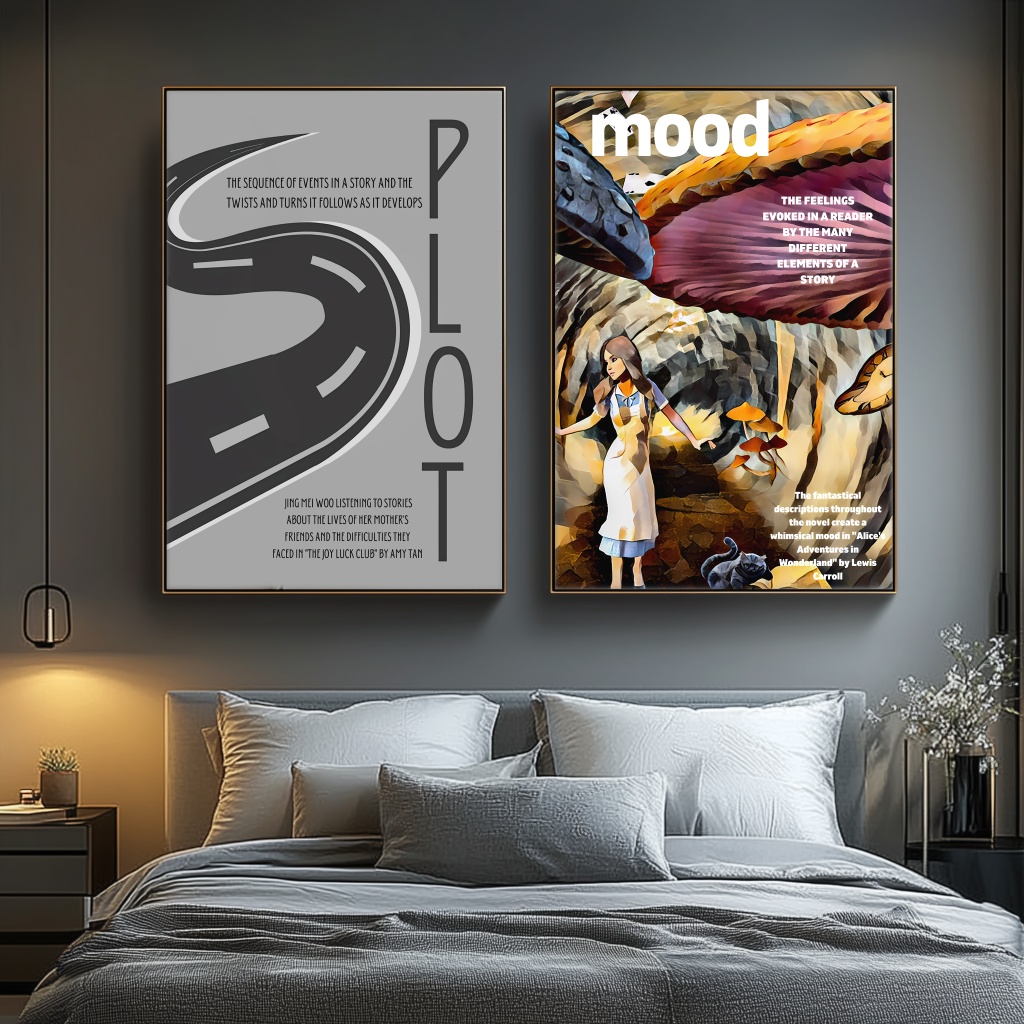 PLOT
THE SEQUENCE OF EVENTS IN A STORY AND THE
TWISTS AND TURNS IT FOLLOWS AS IT DEVELOPS
JING MEI WOO LISTENING TO STORIES
ABOUT THE LIVES OF HER MOTHER'S
FRIENDS AND THE DIFFICULTIES THEY
FACED IN "THE JOY LUCK CLUB" BY AMY TAN
mood
THE FEELINGS
EVOKED IN A READER
BY THE MANY
DIFFERENT
ELEMENTS OF A
STORY
The fantastical
descriptions throughout
the novel create a
whimsical mood in "Alice's
Adventures in
Wonderland" by Lewis
Carroll